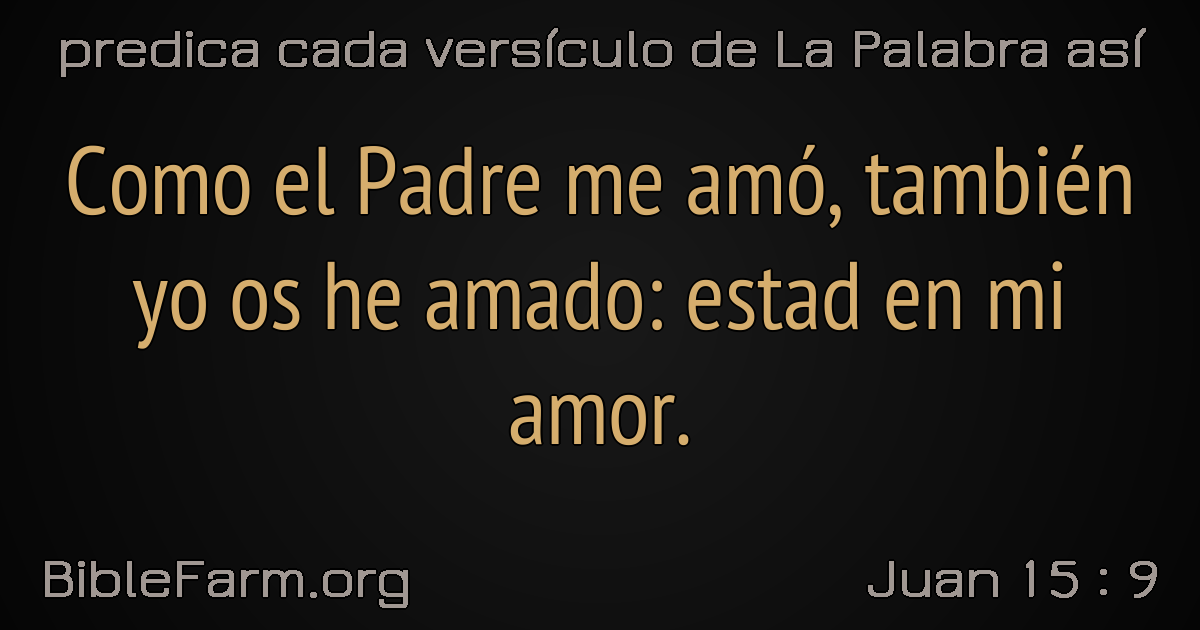 predica cada versículo de La Palabra así
Como el Padre me amó, también
yo os he amado: estad en mi
amor.
BibleFarm.org
Juan 15 : 9